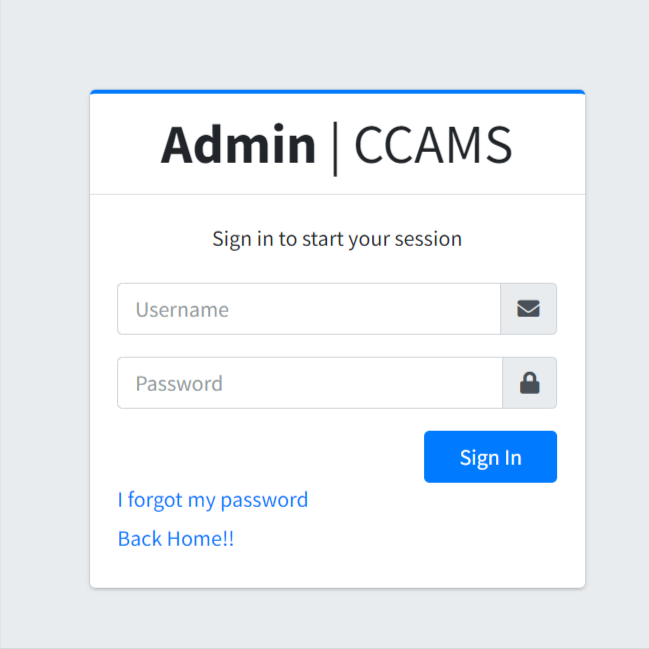 Admin | CCAMS
Sign in to start your session
Username
Password
Sign In
I forgot my password
Back Home!!